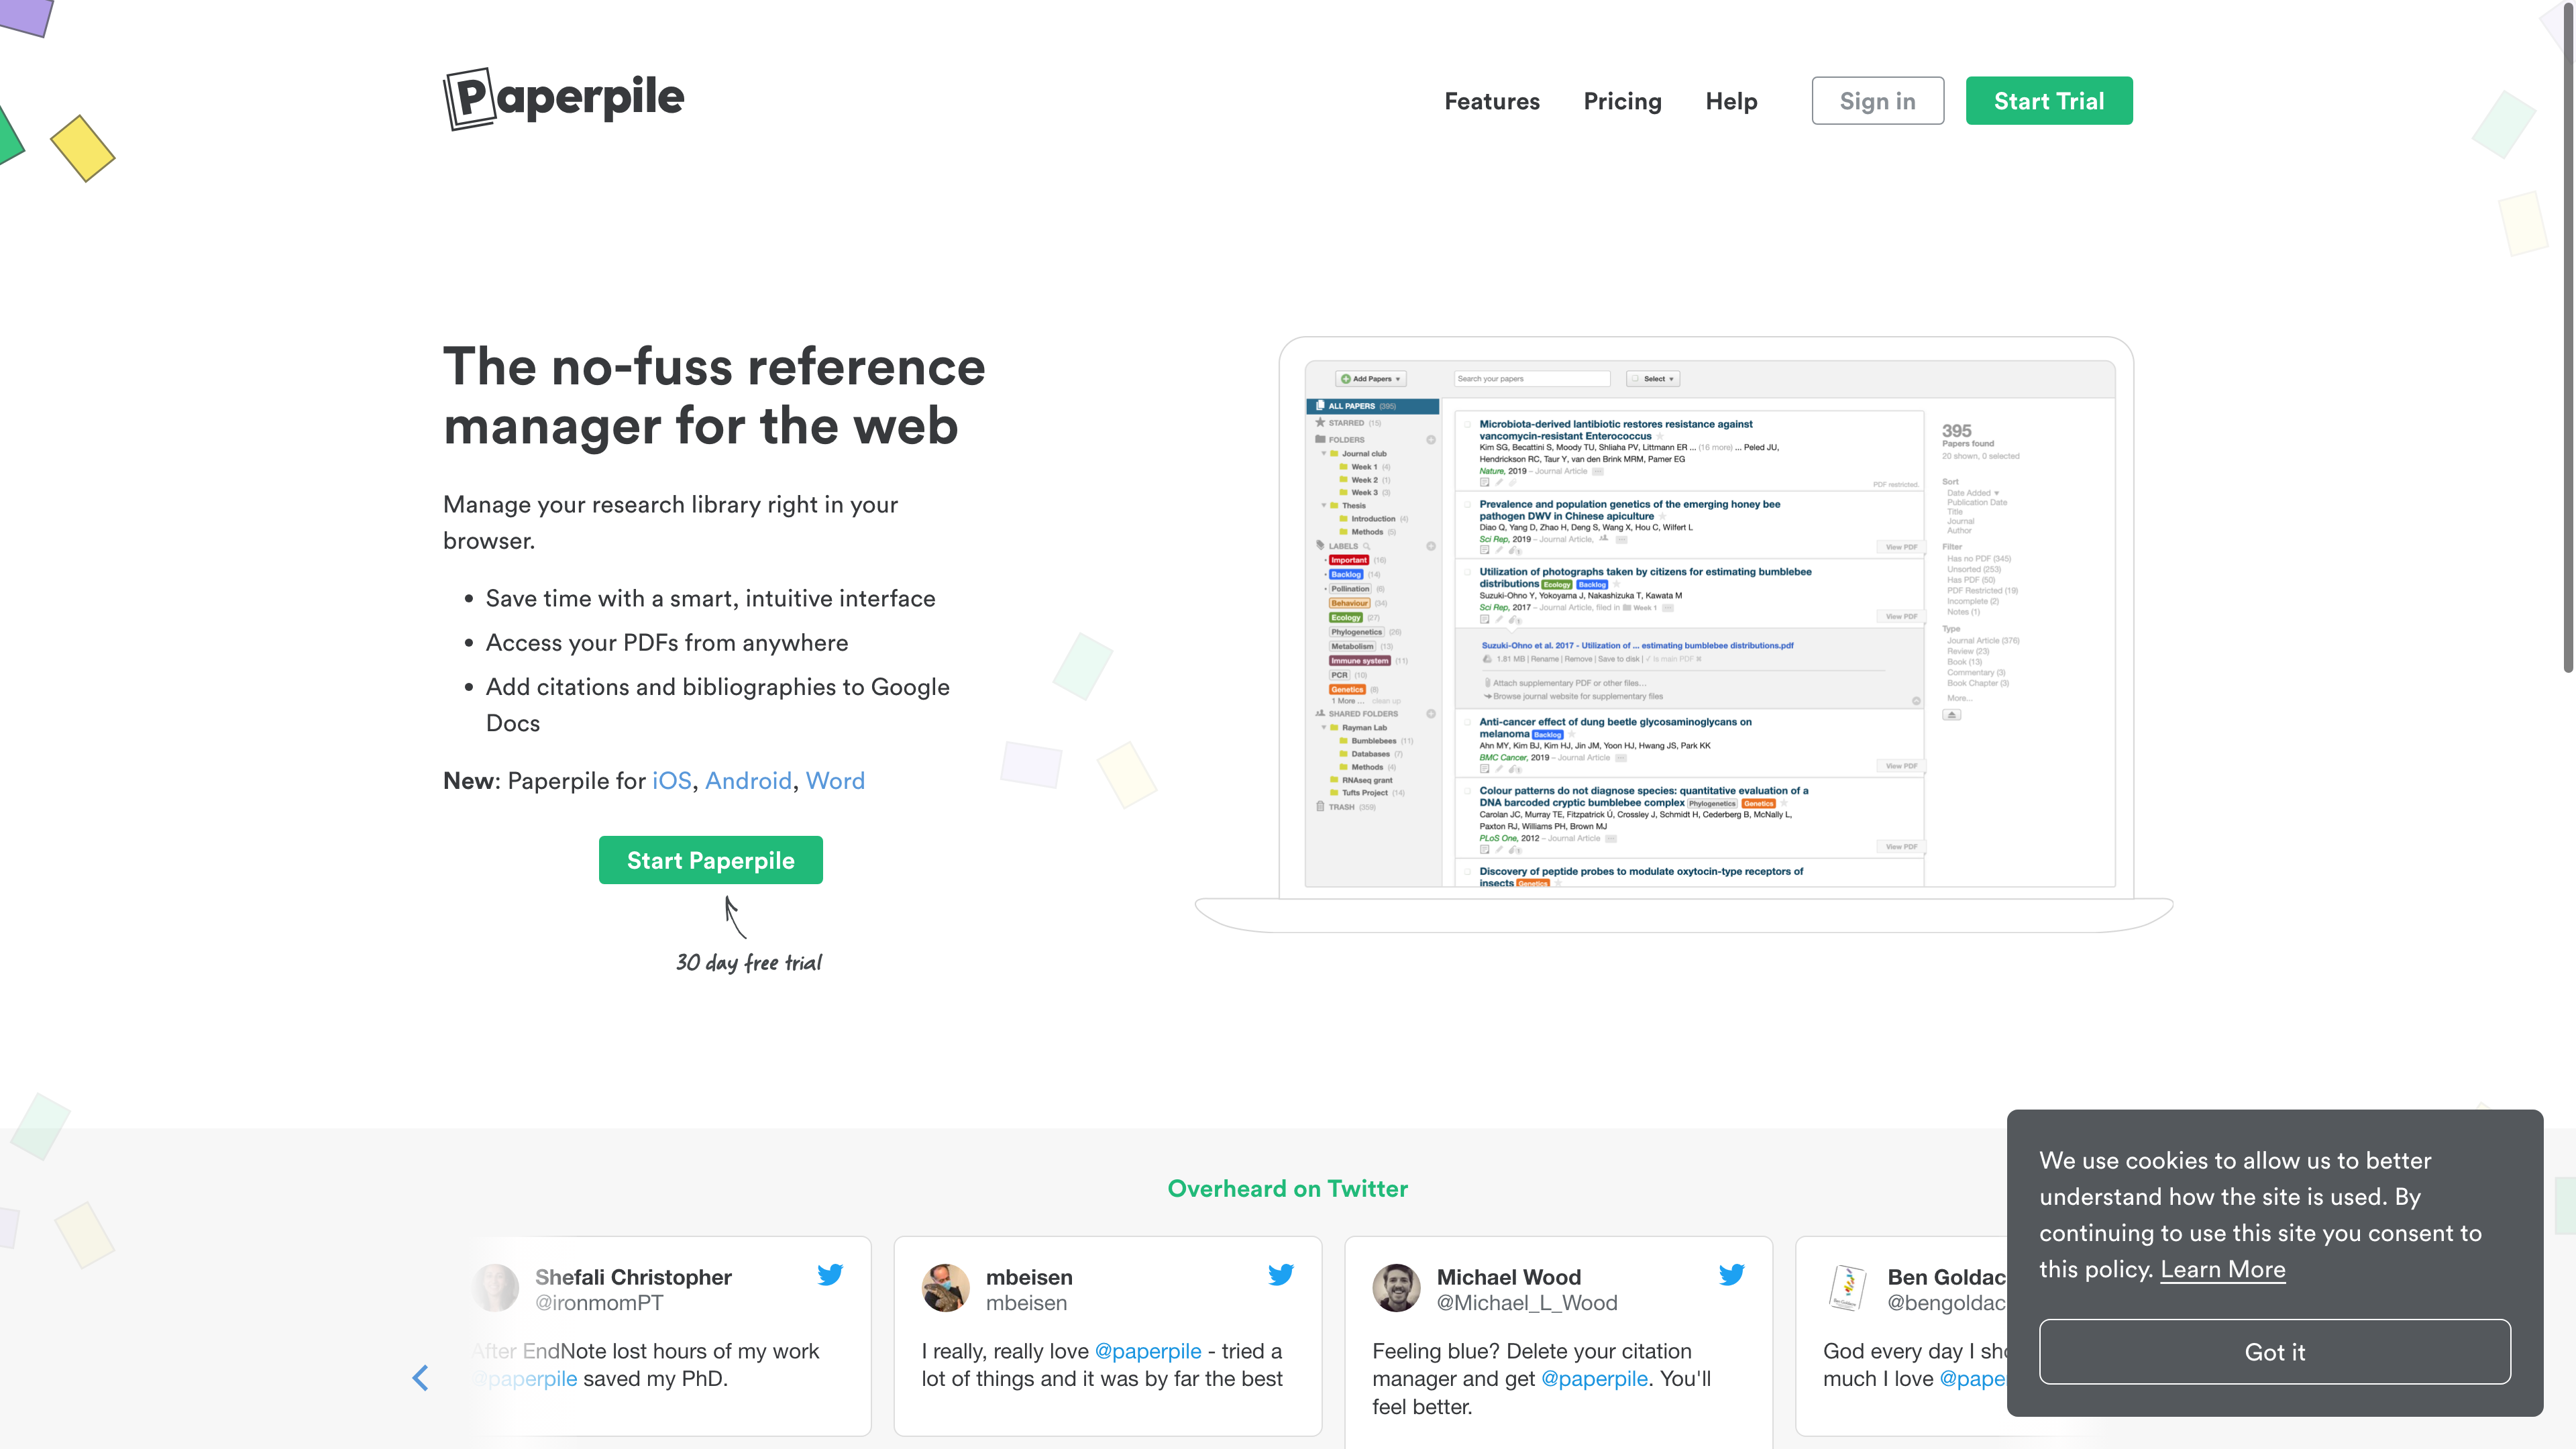 Paperpile
Features
Pricing
Help
Sign in
Start Trial
The no-fuss reference
manager for the web
Manage your research library right in your
browser.
Save time with a smart, intuitive interface
Access your PDFs from anywhere
Add citations and bibliographies to Google
Docs
New: Paperpile for iOS, Android, Word
Start Paperpile
30 day free trial
Add Papers
Search your papers
Select
ALL PAPERS (395)
STARRED (15)
FOLDERS
Journal club
Week 1 (4)
Week 2 (1)
Week 3 (3)
Thesis
Introduction (4)
Methods (5)
LABELS
Important (16)
Backlog (14)
Pollination (6)
Behaviour (34)
Ecology (27)
Phylogenetics (26)
Metabolism (13)
Immune system (11)
PCR (10)
Genetics (8)
1 More ... clean up
SHARED FOLDERS
Rayman Lab
Bumblebees (11)
Databases (7)
Methods (4)
RNAseq grant
Tufts Project (14)
TRASH (359)
Microbiota-derived lantibiotic restores resistance against
vancomycin-resistant Enterococcus
Kim SG, Becattini S, Moody TU, Shliaha PV, Littmann ER ... (16 more) ... Peled JU,
Hendrickson RC, Taur Y, van den Brink MRM, Pamer EG
Nature, 2019 – Journal Article
PDF restricted.
Prevalence and population genetics of the emerging honey bee
pathogen DWV in Chinese apiculture
Diao Q, Yang D, Zhao H, Deng S, Wang X, Hou C, Wilfert L
Sci Rep, 2019 – Journal Article,
View PDF
Utilization of photographs taken by citizens for estimating bumblebee
distributions Ecology Backlog
Suzuki-Ohno Y, Yokoyama J, Nakashizuka T, Kawata M
Sci Rep, 2017 – Journal Article, filed in Week 1
View PDF
Suzuki-Ohno et al. 2017 - Utilization of ... estimating bumblebee distributions.pdf
1.81 MB | Rename | Remove | Save to disk | √ is main PDF
Attach supplementary PDF or other files...
Browse journal website for supplementary files
Anti-cancer effect of dung beetle glycosaminoglycans on
melanoma Backlog
Ahn MY, Kim BJ, Kim HJ, Jin JM, Yoon HJ, Hwang JS, Park KK
BMC Cancer, 2019 – Journal Article
View PDF
Colour patterns do not diagnose species: quantitative evaluation of a
DNA barcoded cryptic bumblebee complex Phylogenetics Genetics
Carolan JC, Murray TE, Fitzpatrick Ú, Crossley J, Schmidt H, Cederberg B, McNally L,
Paxton RJ, Williams PH, Brown MJ
PLoS One, 2012 – Journal Article
View PDF
Discovery of peptide probes to modulate oxytocin-type receptors of
insects Genetics
395
Papers found
20 shown, 0 selected
Sort
Date Added
Publication Date
Title
Journal
Author
Filter
Has no PDF (345)
Unsorted (253)
Has PDF (50)
PDF Restricted (19)
Incomplete (2)
Notes (1)
Type
Journal Article (376)
Review (23)
Book (13)
Commentary (3)
Book Chapter (3)
More...
Overheard on Twitter
Shefali Christopher
@ironmomPT
After EndNote lost hours of my work
@paperpile saved my PhD.
mbeisen
mbeisen
I really, really love @paperpile - tried a
lot of things and it was by far the best
Michael Wood
@Michael_L_Wood
Feeling blue? Delete your citation
manager and get @paperpile. You'll
feel better.
Ben Goldac
@bengoldac
God every day I sho
much I love @pape
We use cookies to allow us to better
understand how the site is used. By
continuing to use this site you consent to
this policy. Learn More
Got it